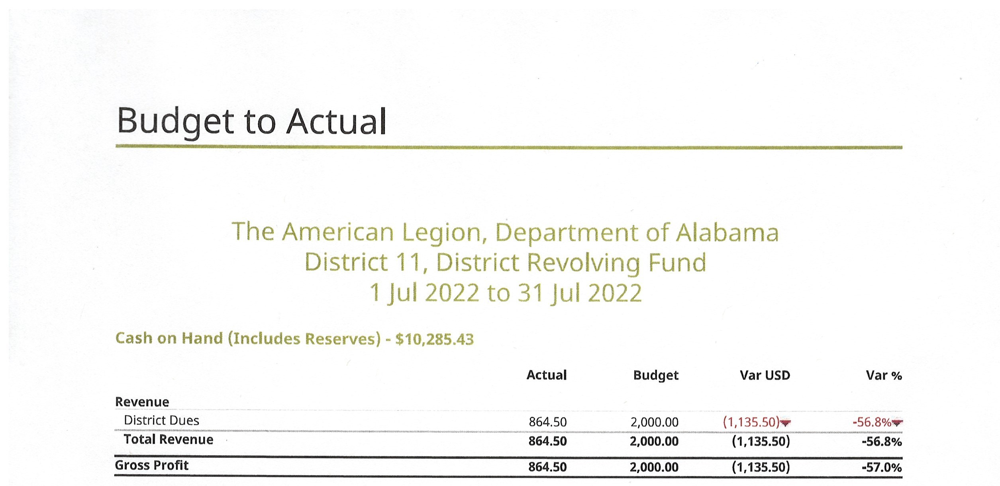 Budget to Actual
The American Legion, Department of Alabama
District 11, District Revolving Fund
1 Jul 2022 to 31 Jul 2022
Cash on Hand (Includes Reserves) - $10,285.43
Actual Budget Var USD Var %
Revenue
District Dues 864.50 2,000.00 (1,135.50) -56.8%
Total Revenue 864.50 2,000.00 (1,135.50) -56.8%
Gross Profit 864.50 2,000.00 (1,135.50) -57.0%